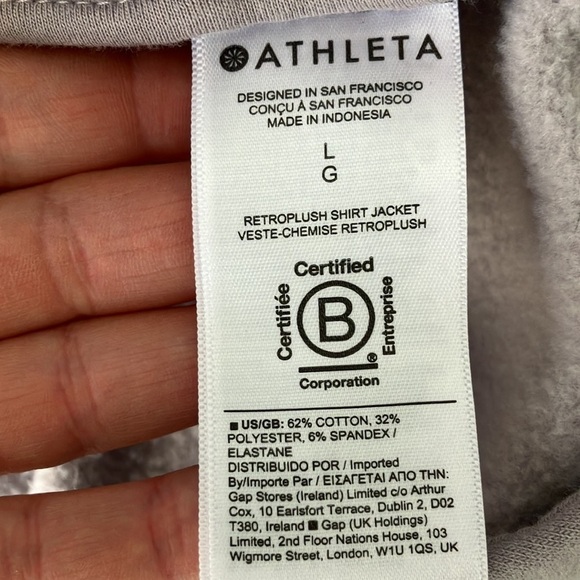 ATHLETA
DESIGNED IN SAN FRANCISCO
CONÇU À SAN FRANCISCO
MADE IN INDONESIA
L
G
RETROPLUSH SHIRT JACKET
VESTE-CHEMISE RETROPLUSH
Certified
Certifiée
B
Entreprise
®
Corporation
■ US/GB: 62% COTTON, 32%
POLYESTER, 6% SPANDEX /
ELASTANE
DISTRIBUIDO POR / Imported
By/Importe Par / ΕΙΣΑΓΕΤΑΙ ΑΠΟ ΤΗΝ:
Gap Stores (Ireland) Limited c/o Arthur
Cox, 10 Earlsfort Terrace, Dublin 2, D02
T380, Ireland ■ Gap (UK Holdings)
Limited, 2nd Floor Nations House, 103
Wigmore Street, London, W1U 1QS, UK